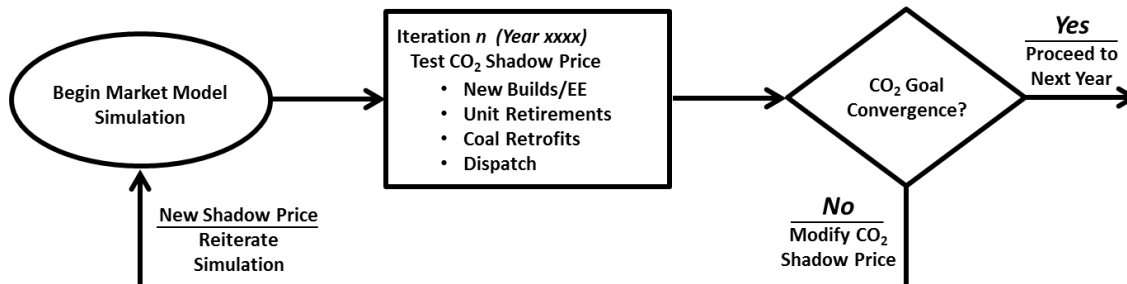 Begin Market Model
Simulation
Iteration n (Year xxxx)
Test CO₂ Shadow Price
• New Builds/EE
• Unit Retirements
• Coal Retrofits
• Dispatch
CO₂ Goal
Convergence?
Yes
Proceed to
Next Year
No
Modify CO₂
Shadow Price
New Shadow Price
Reiterate
Simulation